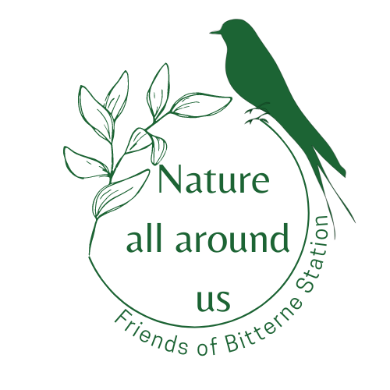 Nature
all around
us
Friends of Bitterne Station